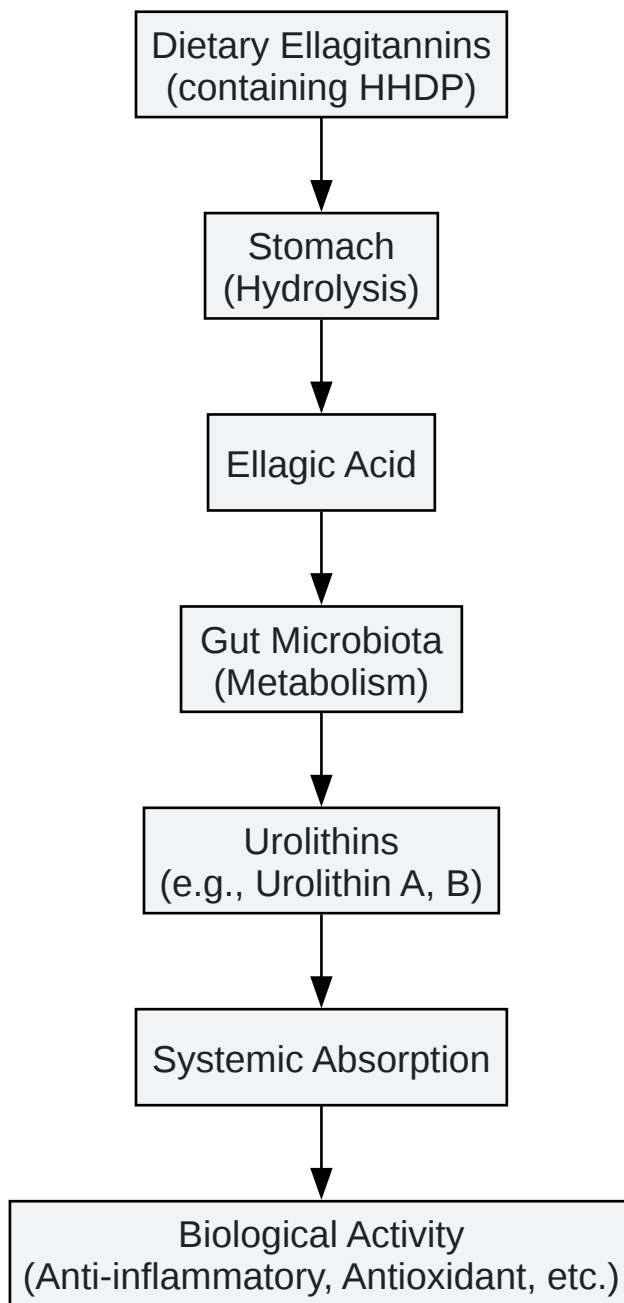 Dietary Ellagitannins
(containing HHDP)
Stomach
(Hydrolysis)
Ellagic Acid
Gut Microbiota
(Metabolism)
Urolithins
(e.g., Urolithin A, B)
Systemic Absorption
Biological Activity
(Anti-inflammatory, Antioxidant, etc.)